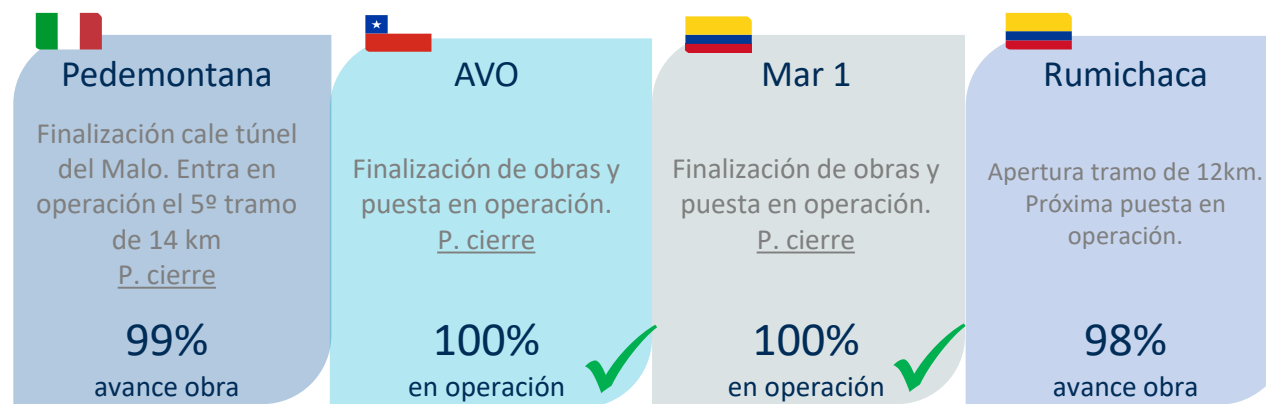 Pedemontana
Finalización cale túnel
del Malo. Entra en
operación el 5º tramo
de 14 km
P. cierre
99%
avance obra
AVO
Finalización de obras y
puesta en operación.
P. cierre
100%
en operación
Mar 1
Finalización de obras y
puesta en operación.
P. cierre
100%
en operación
Rumichaca
Apertura tramo de 12km.
Próxima puesta en
operación.
98%
avance obra